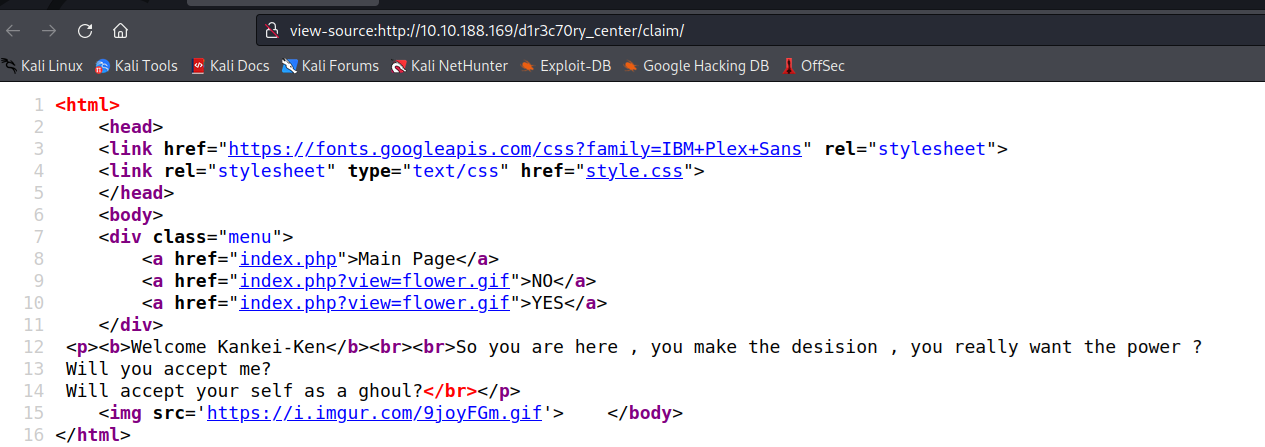 view-source:http://10.10.188.169/d1r3c70ry_center/claim/
Kali Linux Kali Tools Kali Docs Kali Forums Kali NetHunter Exploit-DB Google Hacking DB OffSec
1 <html>
2 <head>
3 <link href="https://fonts.googleapis.com/css?family=IBM+Plex+Sans" rel="stylesheet">
4 <link rel="stylesheet" type="text/css" href="style.css">
5 </head>
6 <body>
7 <div class="menu">
8 <a href="index.php">Main Page</a>
9 <a href="index.php?view=flower.gif">NO</a>
10 <a href="index.php?view=flower.gif">YES</a>
11 </div>
12 <p><b>Welcome Kankei-Ken</b><br><br>So you are here , you make the desision , you really want the power ?
13 Will you accept me?
14 Will accept your self as a ghoul?</br></p>
15 <img src='https://i.imgur.com/9joyFGm.gif'> </body>
16 </html>